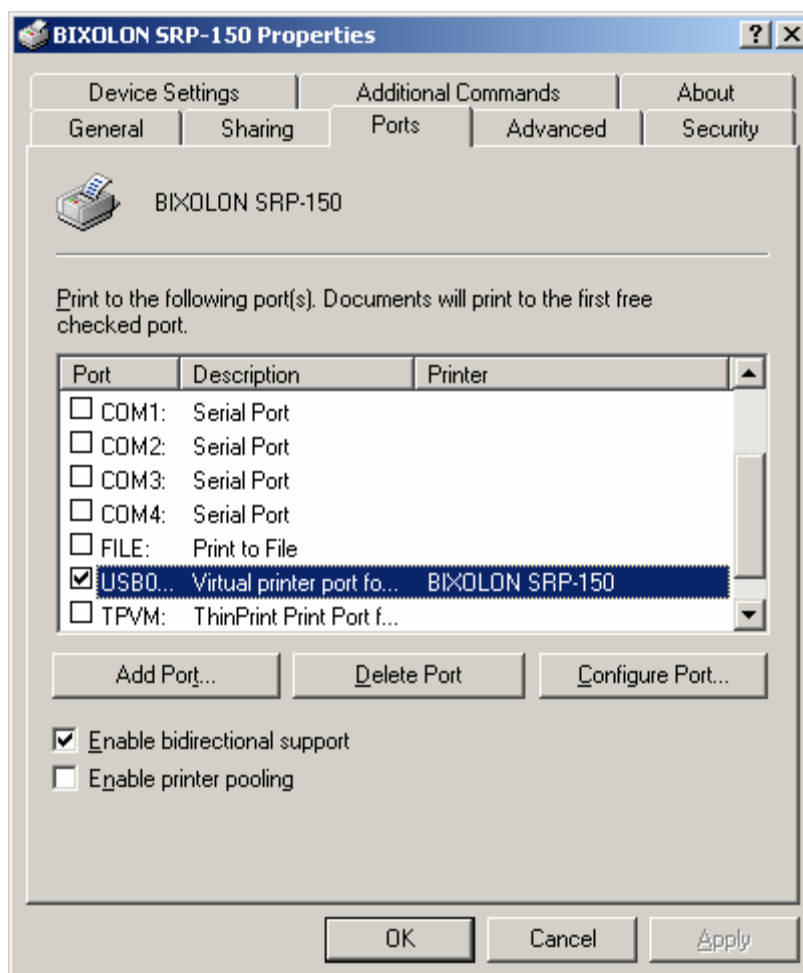 BIXOLON SRP-150 Properties
Device Settings Additional Commands About
General Sharing Ports Advanced Security
BIXOLON SRP-150
Print to the following port(s). Documents will print to the first free
checked port.
Port Description Printer
COM1: Serial Port
COM2: Serial Port
COM3: Serial Port
COM4: Serial Port
FILE: Print to File
USB0... Virtual printer port fo... BIXOLON SRP-150
TPVM: ThinPrint Print Port f...
Add Port... Delete Port Configure Port...
Enable bidirectional support
Enable printer pooling
OK Cancel Apply